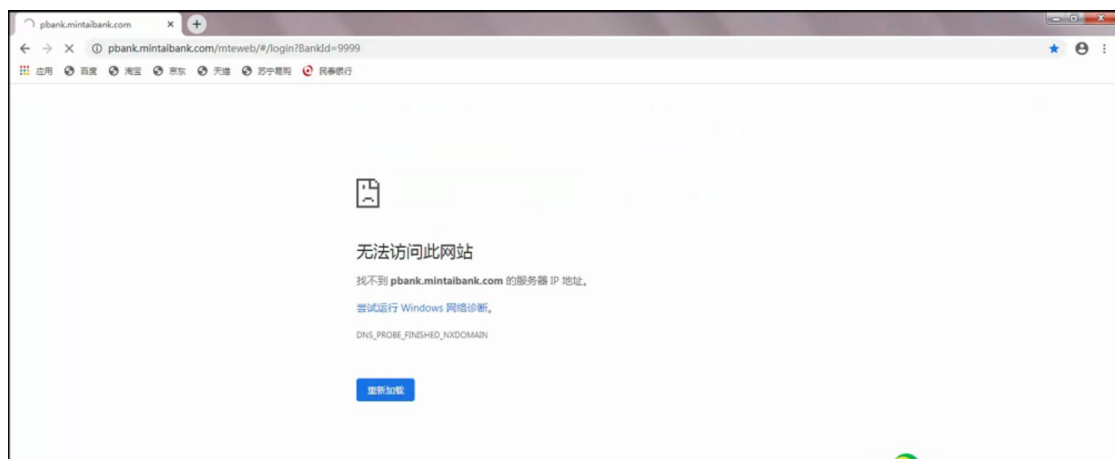 pbank.mintaibank.com
pbank.mintaibank.com/mteweb/#/login?BankId=9999
应用 百度 淘宝 京东 天猫 苏宁易购 民泰银行
无法访问此网站
找不到 pbank.mintaibank.com 的服务器 IP 地址。
尝试运行 Windows 网络诊断。
DNS_PROBE_FINISHED_NXDOMAIN
重新加载